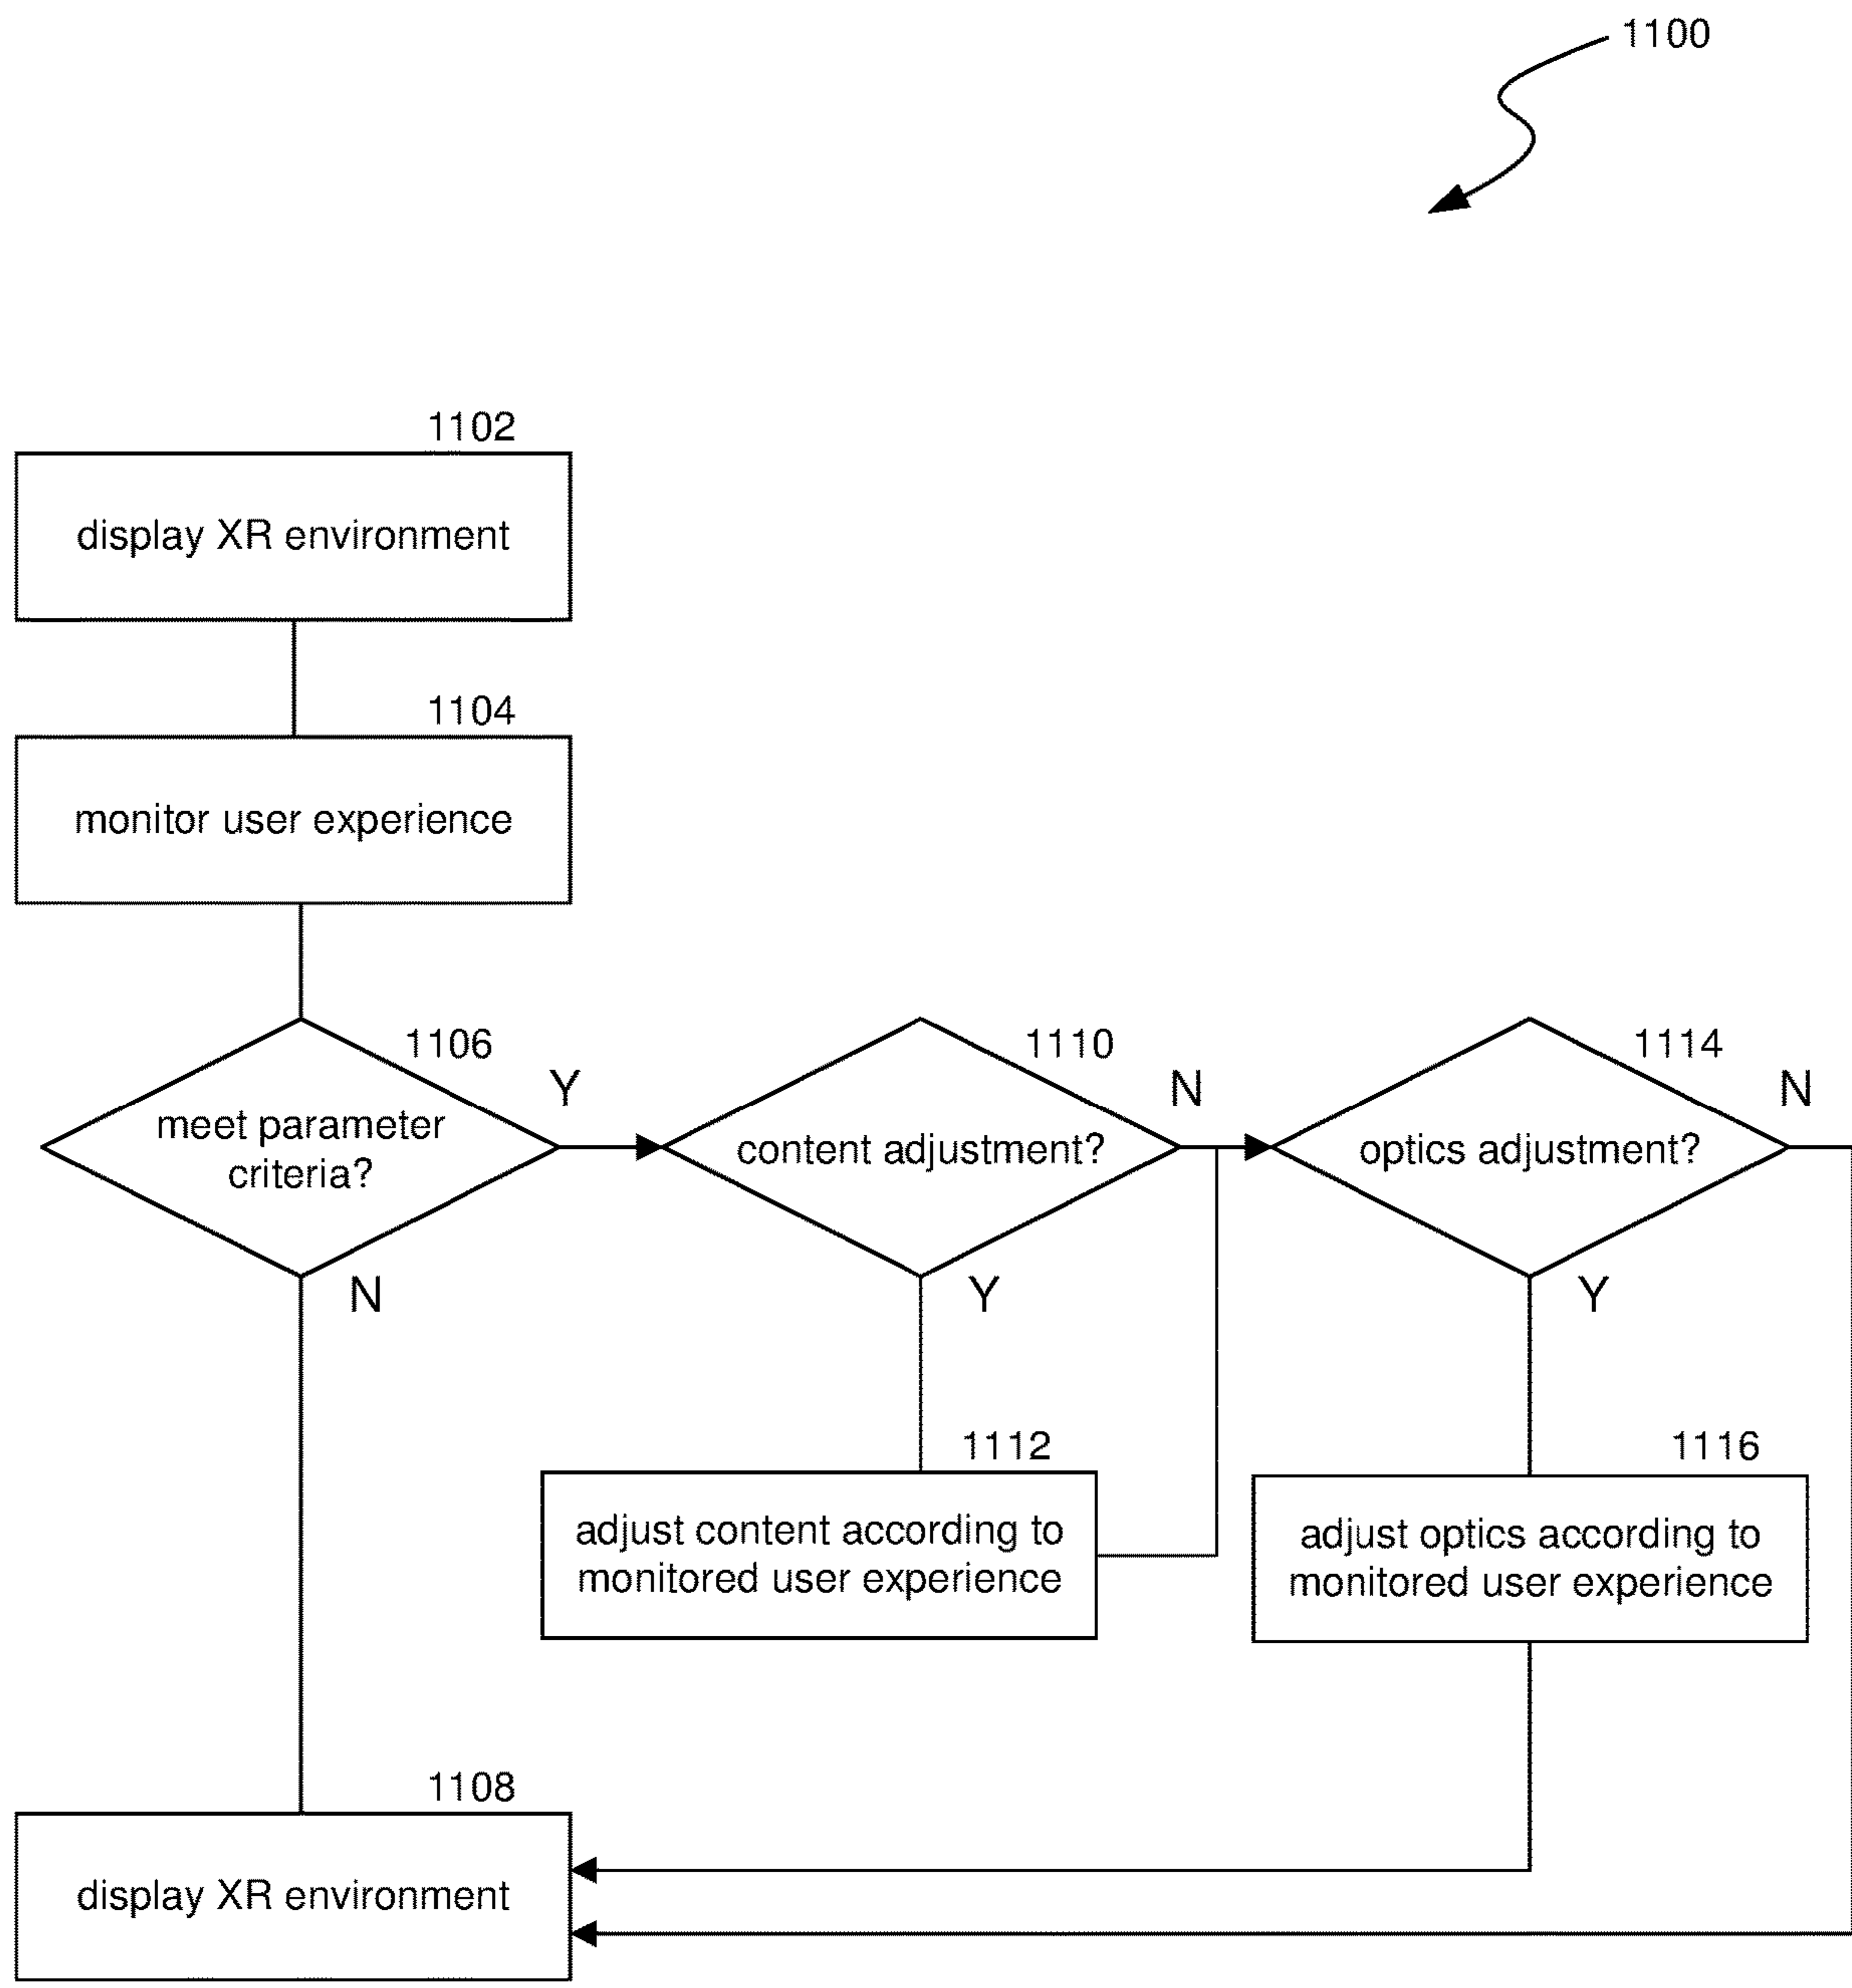 1100
1102
display XR environment
1104
monitor user experience
1106
meet parameter
criteria?
Y
N
1110
content adjustment?
N
Y
1114
optics adjustment?
N
Y
1112
adjust content according to
monitored user experience
1116
adjust optics according to
monitored user experience
1108
display XR environment